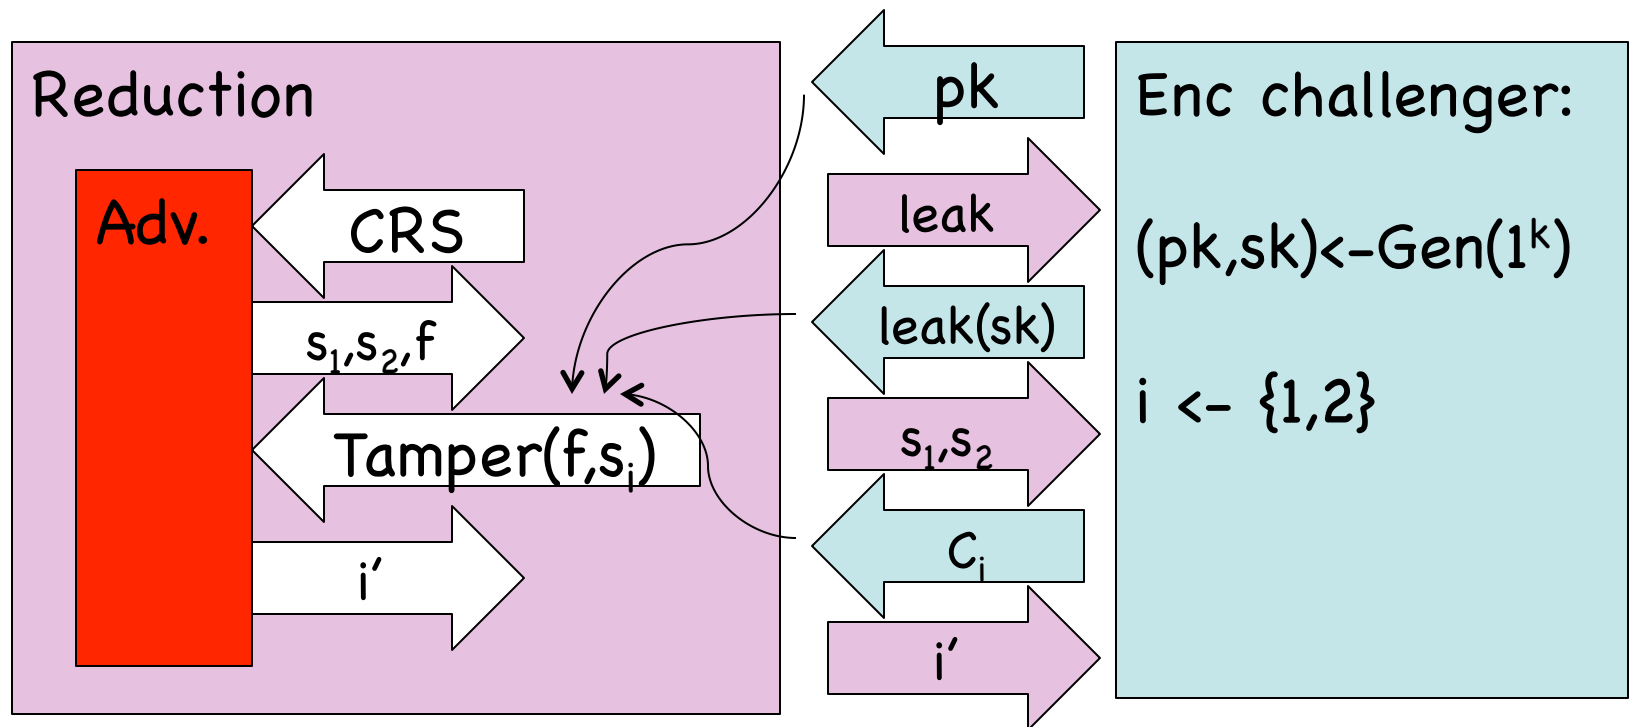 Reduction
Adv.
CRS
s₁,s₂,f
Tamper(f,sᵢ)
i′
pk
leak
leak(sk)
s₁,s₂
Cᵢ
i′
Enc challenger:
(pk,sk)<-Gen(1ᵏ)
i <- {1,2}